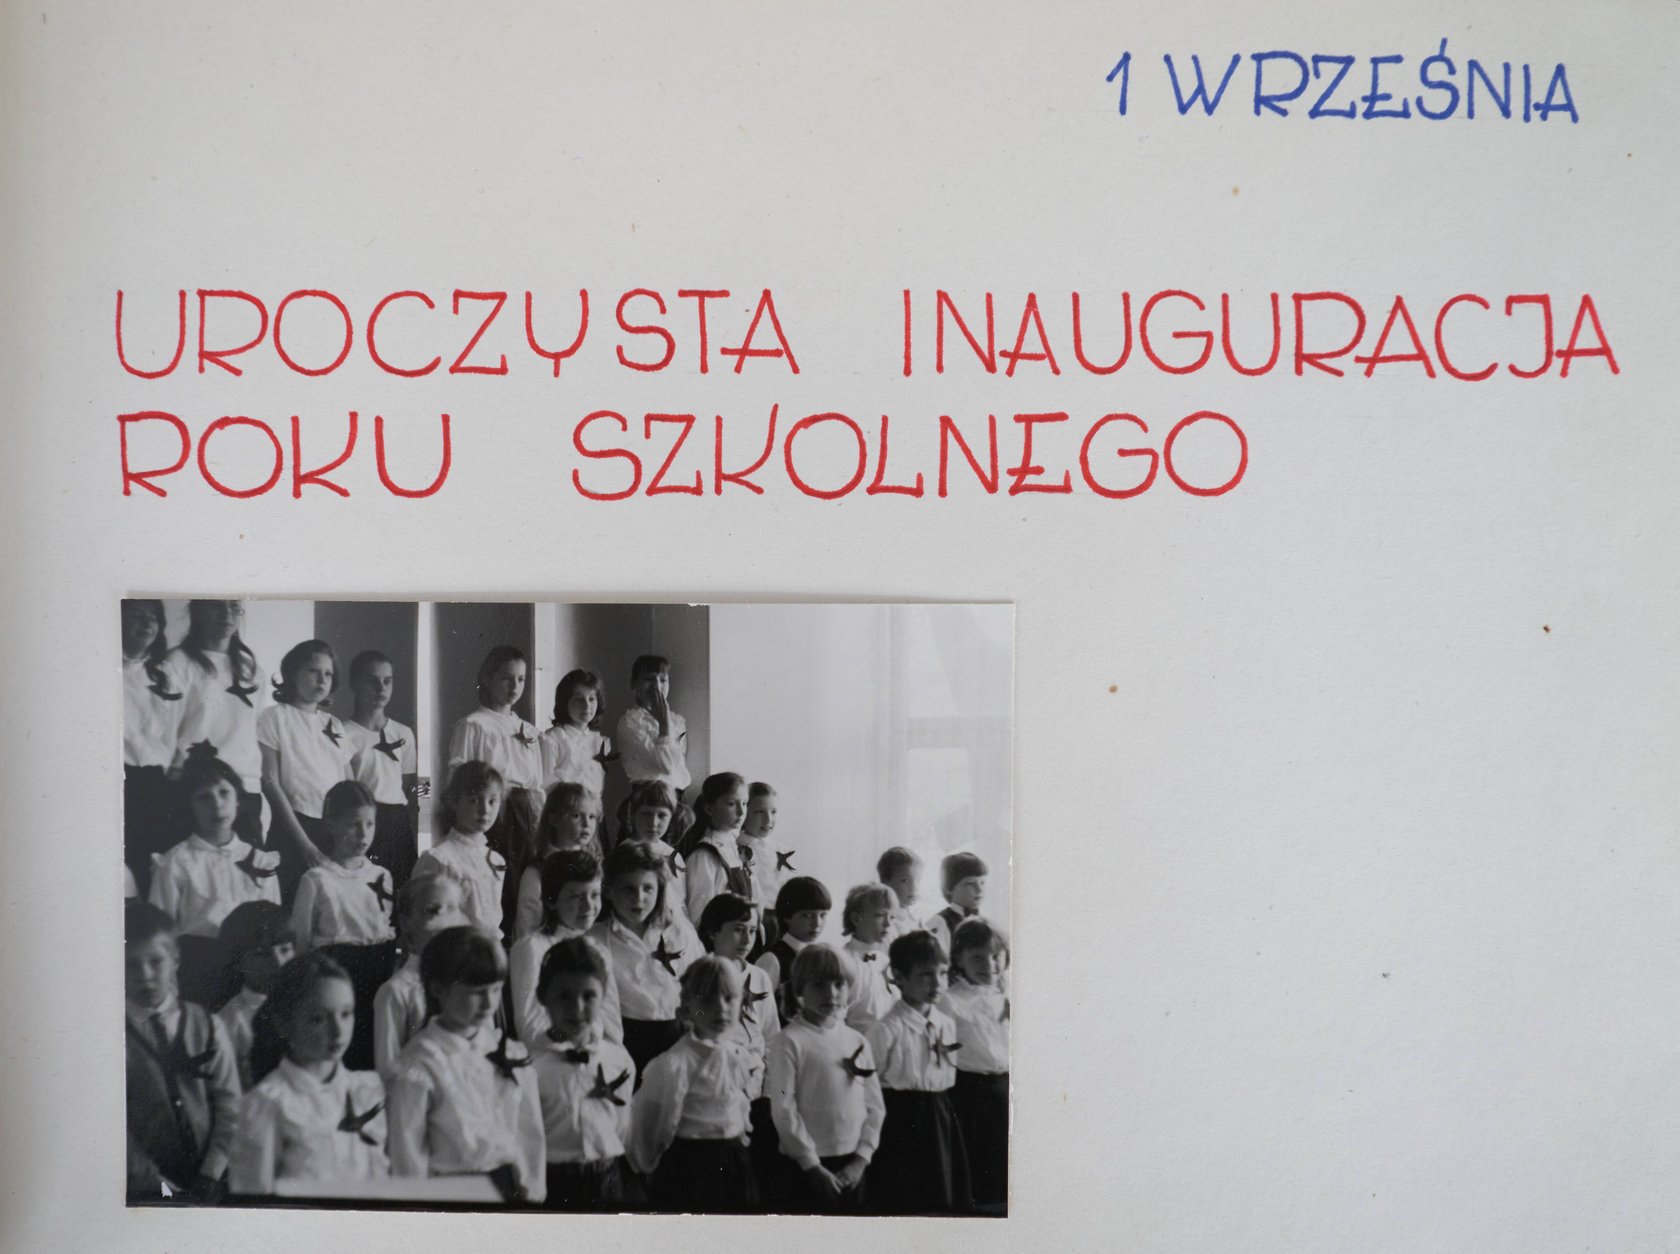 1 WRZEŚNIA
UROCZYSTA INAUGURACJA
ROKU SZKOLNEGO